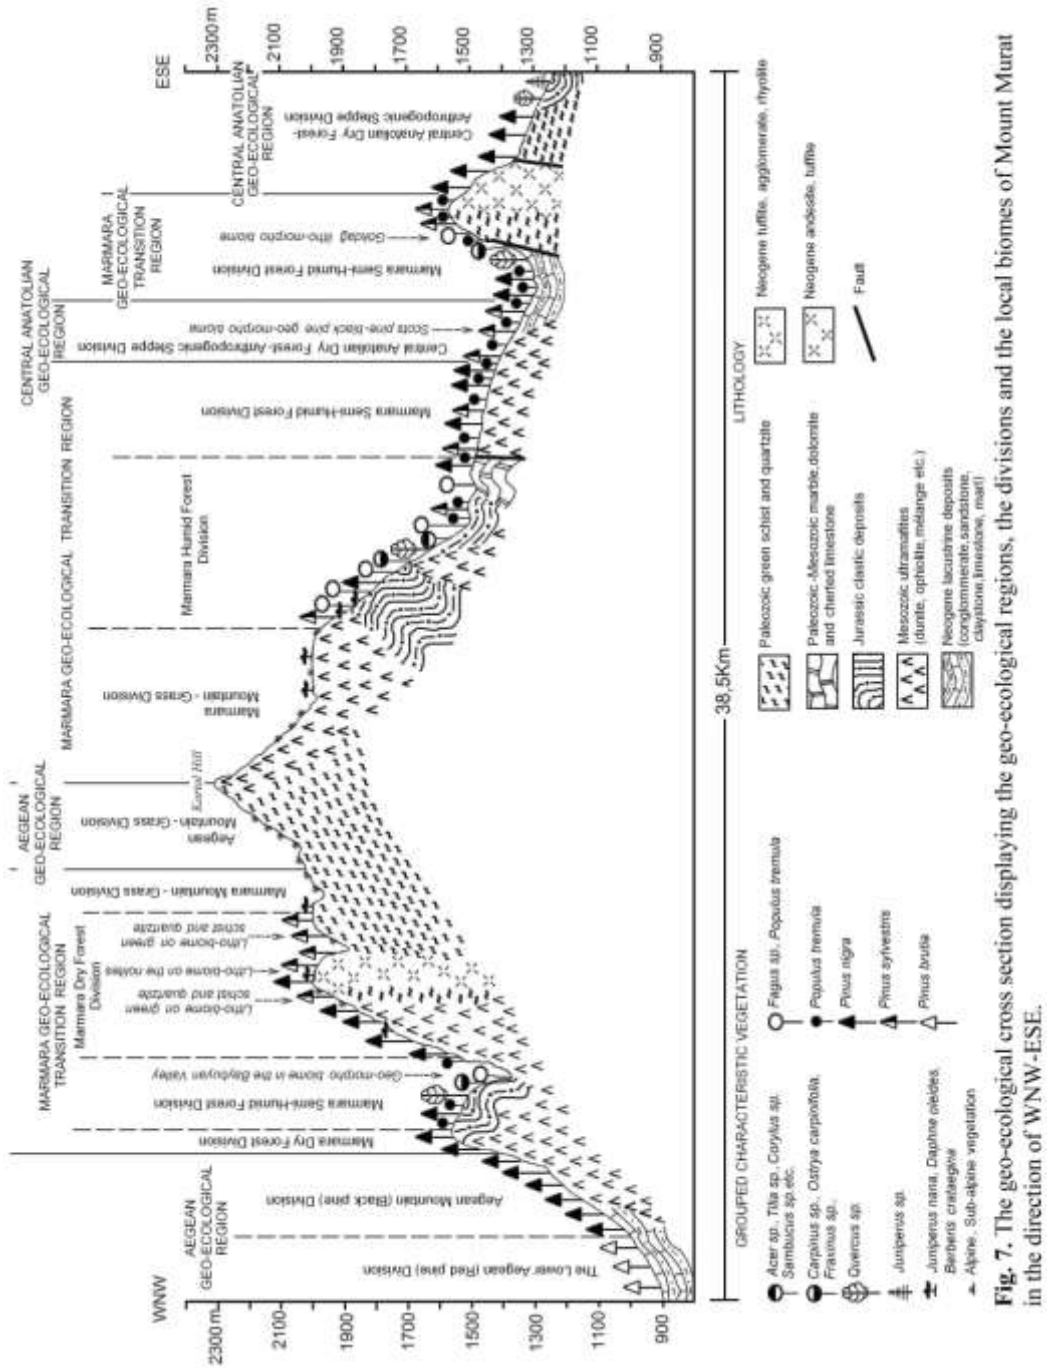 WNW
ESE
2300 m
2100
1900
1700
1500
1300
1100
900
2300 m
2100
1900
1700
1500
1300
1100
900
AEGEAN
GEO-ECOLOGICAL
REGION
MARMARA GEO-ECOLOGICAL
TRANSITION REGION
Marmara Dry Forest
Division
AEGEAN
GEO-ECOLOGICAL
REGION
MARMARA GEO-ECOLOGICAL TRANSITION REGION
Marmara Humid Forest
Division
CENTRAL ANATOLIAN
GEO-ECOLOGICAL
REGION
MARMARA
GEO-ECOLOGICAL
TRANSITION
REGION
CENTRAL ANATOLIAN
GEO-ECOLOGICAL
REGION
The Lower Aegean (Red pine) Division
Aegean Mountain (Black pine) Division
Marmara Dry Forest Division
Marmara Semi-Humid Forest Division
Geo-morpho biome in the Baybuyan Valley
Litho-biome on green
schist and quartzite
Litho-biome on the
Litho-biome on green
schist and quartzite
Marmara Mountain - Grass Division
Aegean
Mountain - Grass Division
Kartal Hill
Marmara
Mountain - Grass Division
Marmara Semi-Humid Forest Division
Central Anatolian Dry Forest- Anthropogenic Steppe Division
Scots pine-black pine geo-morpho biome
Marmara Semi-Humid Forest Division
Gökdağ litho-morpho biome
Central Anatolian Dry Forest-
Anthropogenic Steppe Division
38,5Km
GROUPED CHARACTERISTIC VEGETATION
Acer sp., Tilia sp., Corylus sp.
Sambucus sp.etc.
Carpinus sp., Ostrya carpinifolia,
Fraxinus sp.,
Quercus sp.
Juniperus sp.
Juniperus nana, Daphne oleides,
Berberis crataegina
Alpine, Sub-alpine vegetation
Fagus sp., Populus tremula
Populus tremula
Pinus nigra
Pinus sylvestris
Pinus brutia
LITHOLOGY
Paleozoic green schist and quartzite
Paleozoic -Mesozoic marble,dolomite
and cherted limestone
Jurassic clastic deposits
Mesozoic ultramafites
(dunite, ophiolite, mélange etc.)
Neogene lacustrine deposits
(conglommerate,sandstone,
claystone,limestone, marl)
Neogene tuffite, agglomerate, rhyolite
Neogene andesite, tuffite
Fault
Fig. 7. The geo-ecological cross section displaying the geo-ecological regions, the divisions and the local biomes of Mount Murat
in the direction of WNW-ESE.